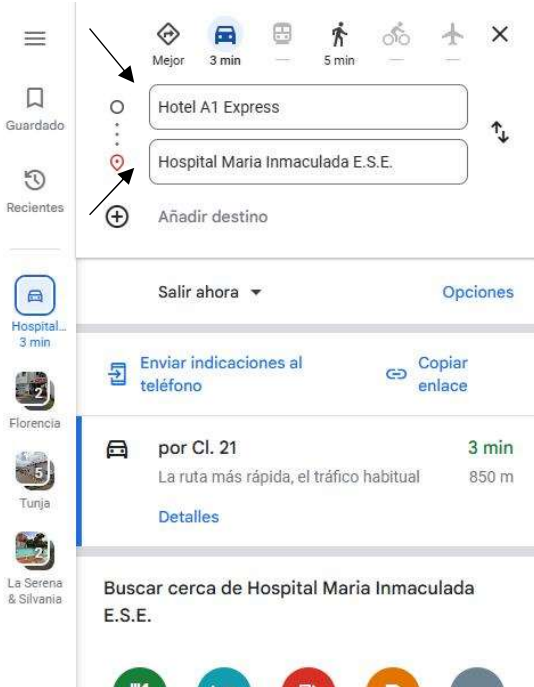 Mejor
3 min
—
5 min
—
—
Guardado
Recientes
Hotel A1 Express
Hospital Maria Inmaculada E.S.E.
Añadir destino
Hospital...
3 min
2
Florencia
5
Tunja
2
La Serena
& Silvania
Salir ahora
Opciones
Enviar indicaciones al
teléfono
Copiar
enlace
por Cl. 21
3 min
La ruta más rápida, el tráfico habitual
850 m
Detalles
Buscar cerca de Hospital Maria Inmaculada
E.S.E.